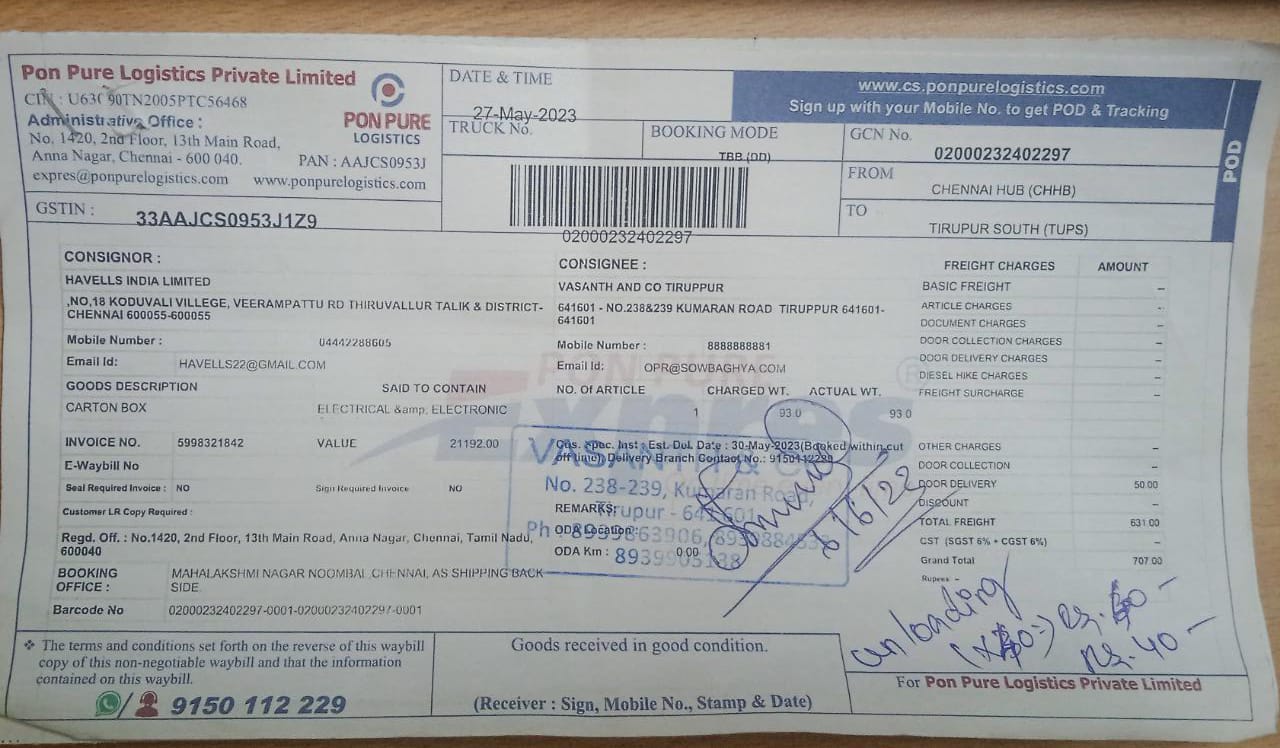 Pon Pure Logistics Private Limited
CIN : U63090TN2005PTC56468
Administrative Office :
No. 1420, 2nd Floor, 13th Main Road,
Anna Nagar, Chennai - 600 040.
PAN : AAJCS0953J
expres@ponpurelogistics.com www.ponpurelogistics.com
PON PURE
LOGISTICS
GSTIN : 33AAJCS0953J1Z9
DATE & TIME
27-May-2023
TRUCK No.
BOOKING MODE
TBB (DD)
02000232402297
www.cs.ponpurelogistics.com
Sign up with your Mobile No. to get POD & Tracking
POD
GCN No.
02000232402297
FROM
CHENNAI HUB (CHHB)
TO
TIRUPUR SOUTH (TUPS)
CONSIGNOR :
HAVELLS INDIA LIMITED
,NO,18 KODUVALI VILLEGE, VEERAMPATTU RD THIRUVALLUR TALIK & DISTRICT-
CHENNAI 600055-600055
Mobile Number : 04442288605
Email Id: HAVELLS22@GMAIL.COM
CONSIGNEE :
VASANTH AND CO TIRUPPUR
641601 - NO.238&239 KUMARAN ROAD TIRUPPUR 641601-
641601
Mobile Number : 8888888881
Email Id: OPR@SOWBAGHYA.COM
GOODS DESCRIPTION SAID TO CONTAIN NO. OF ARTICLE CHARGED WT. ACTUAL WT.
CARTON BOX ELECTRICAL &amp; ELECTRONIC 1 93.0 93.0
INVOICE NO. 5998321842 VALUE 21192.00
E-Waybill No
Seal Required Invoice : NO Sign Required Invoice NO
Customer LR Copy Required :
Regd. Off. : No.1420, 2nd Floor, 13th Main Road, Anna Nagar, Chennai, Tamil Nadu,
600040
BOOKING OFFICE : MAHALAKSHMI NAGAR NOOMBAL ,CHENNAI, AS SHIPPING BACK
SIDE
Barcode No 02000232402297-0001-02000232402297-0001
Cus. Spec. Inst : Est. Dul. Date : 30-May-2023(Booked within cut
off time), Delivery Branch Contact No.: 9150112229
REMARKS:
ODA Location :
ODA Km : 0.00
PON PURE
Expres
VASANTH & CO
No. 238-239, Kumaran Road,
Tirupur - 641 601
Ph :
8939905138
FREIGHT CHARGES AMOUNT
BASIC FREIGHT –
ARTICLE CHARGES –
DOCUMENT CHARGES –
DOOR COLLECTION CHARGES –
DOOR DELIVERY CHARGES –
DIESEL HIKE CHARGES –
FREIGHT SURCHARGE –
OTHER CHARGES –
DOOR COLLECTION –
DOOR DELIVERY 50.00
DISCOUNT –
TOTAL FREIGHT 631.00
GST (SGST 6% + CGST 6%) –
Grand Total 707.00
Rupees –
unloading
Rs. 40 –
❖ The terms and conditions set forth on the reverse of this waybill
copy of this non-negotiable waybill and that the information
contained on this waybill.
9150 112 229
Goods received in good condition.
(Receiver : Sign, Mobile No., Stamp & Date)
For Pon Pure Logistics Private Limited